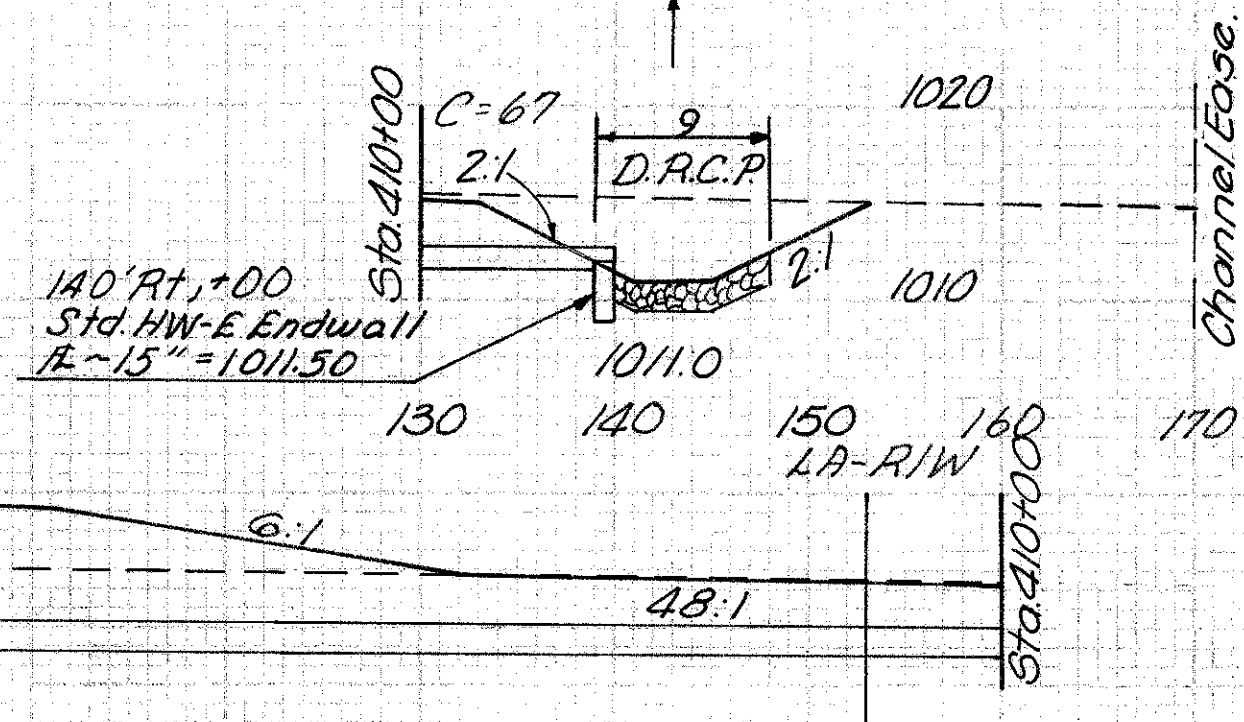 Sta. 410+00
C=67
2:1
9
D.R.C.P.
1020
Channel Ease.
2:1
1010
140' Rt, +00
Std. HW-E Endwall
FL ~ 15" = 1011.50
1011.0
130 140 150 160 170
LA-R/W
6:1
48:1
Sta. 410+00